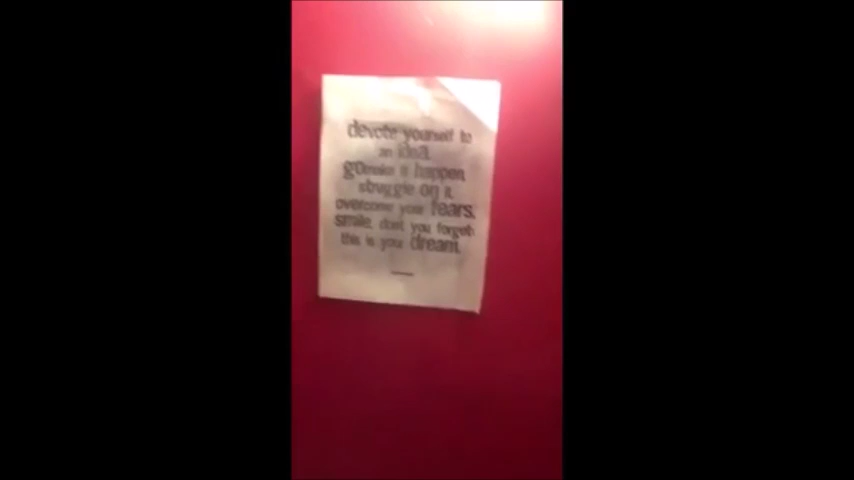 devote yourself to
an idea.
go make it happen.
struggle on it.
overcome your fears.
smile. dont you forget:
this is your dream.